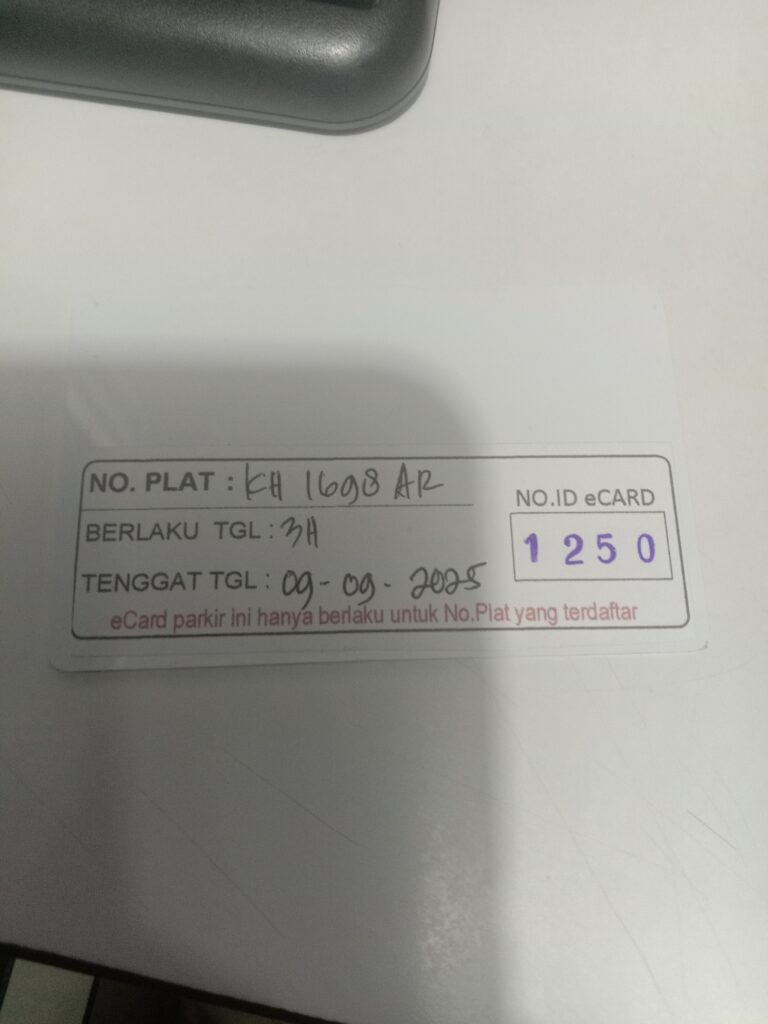 NO. PLAT : KH 1698 AR
NO.ID eCARD
BERLAKU TGL : 3H
1 2 5 0
TENGGAT TGL : 09-09-2025
eCard parkir ini hanya berlaku untuk No.Plat yang terdaftar